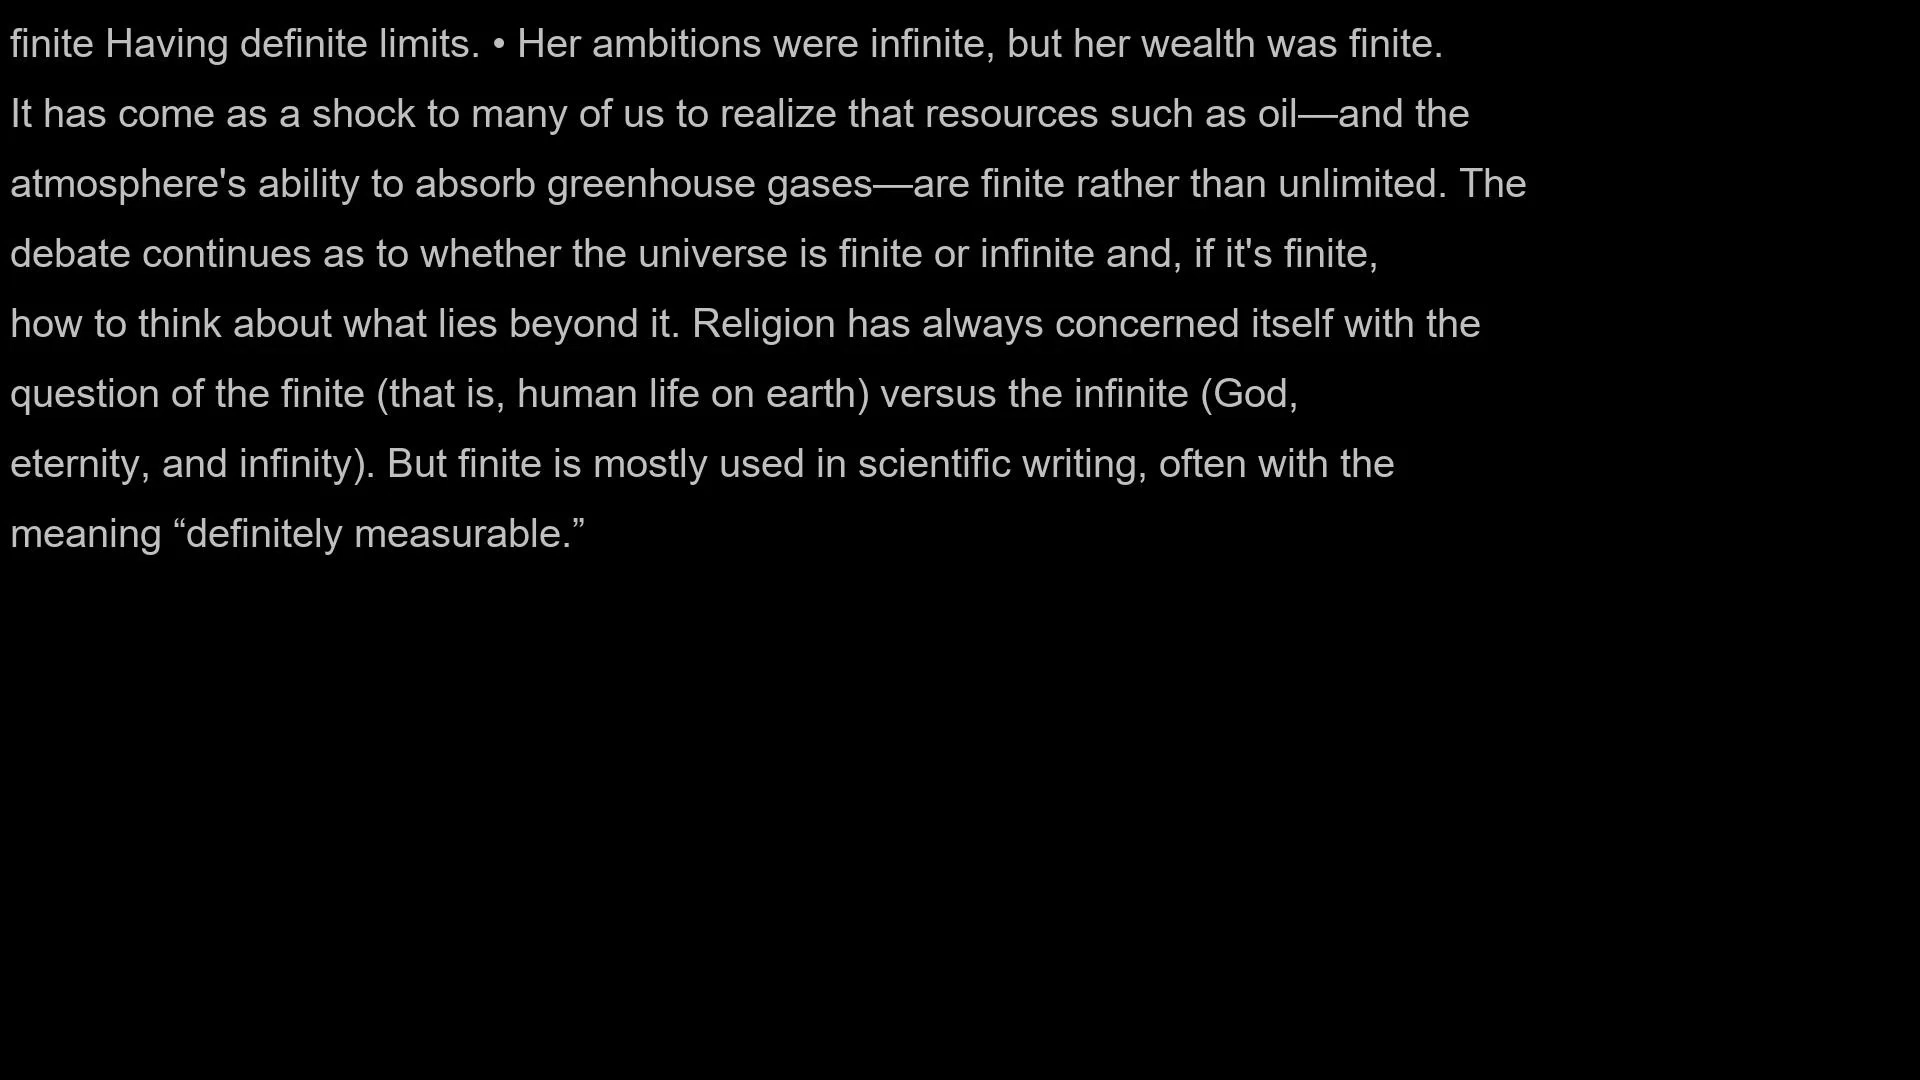 finite Having definite limits. • Her ambitions were infinite, but her wealth was finite.
It has come as a shock to many of us to realize that resources such as oil—and the
atmosphere's ability to absorb greenhouse gases—are finite rather than unlimited. The
debate continues as to whether the universe is finite or infinite and, if it's finite,
how to think about what lies beyond it. Religion has always concerned itself with the
question of the finite (that is, human life on earth) versus the infinite (God,
eternity, and infinity). But finite is mostly used in scientific writing, often with the
meaning “definitely measurable.”